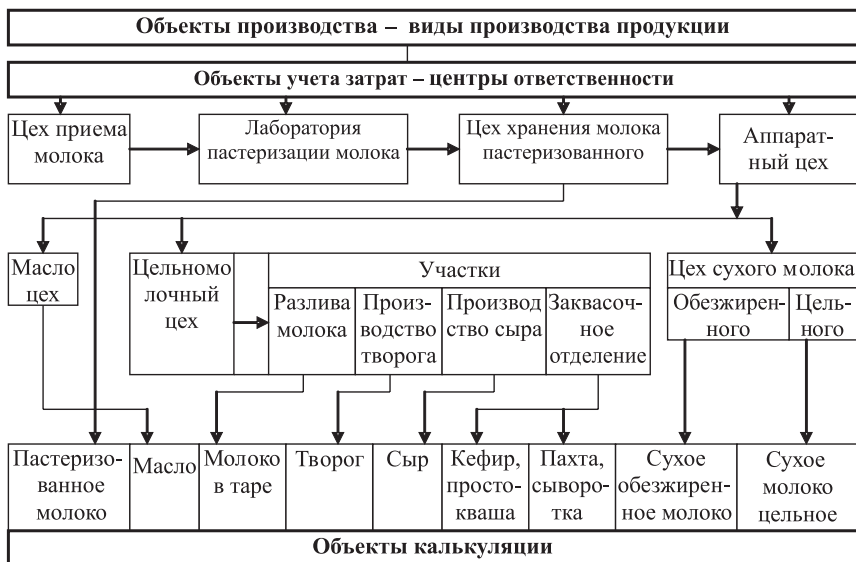 Объекты производства – виды производства продукции
Объекты учета затрат – центры ответственности
Цех приема
молока
Лаборатория
пастеризации молока
Цех хранения молока
пастеризованного
Аппарат-
ный цех
Масло
цех
Цельномо
лочный
цех
Участки
Разлива
молока
Произ-
водство
творога
Производ
ство сыра
Заквасоч-
ное
отделение
Цех сухого молока
Обезжирен-
ного
Цель-
ного
Пастеризо-
ванное
молоко
Масло
Молоко
в таре
Творог
Сыр
Кефир,
просто-
кваша
Пахта,
сыворо-
тка
Сухое
обезжирен-
ное молоко
Сухое
молоко
цельное
Объекты калькуляции